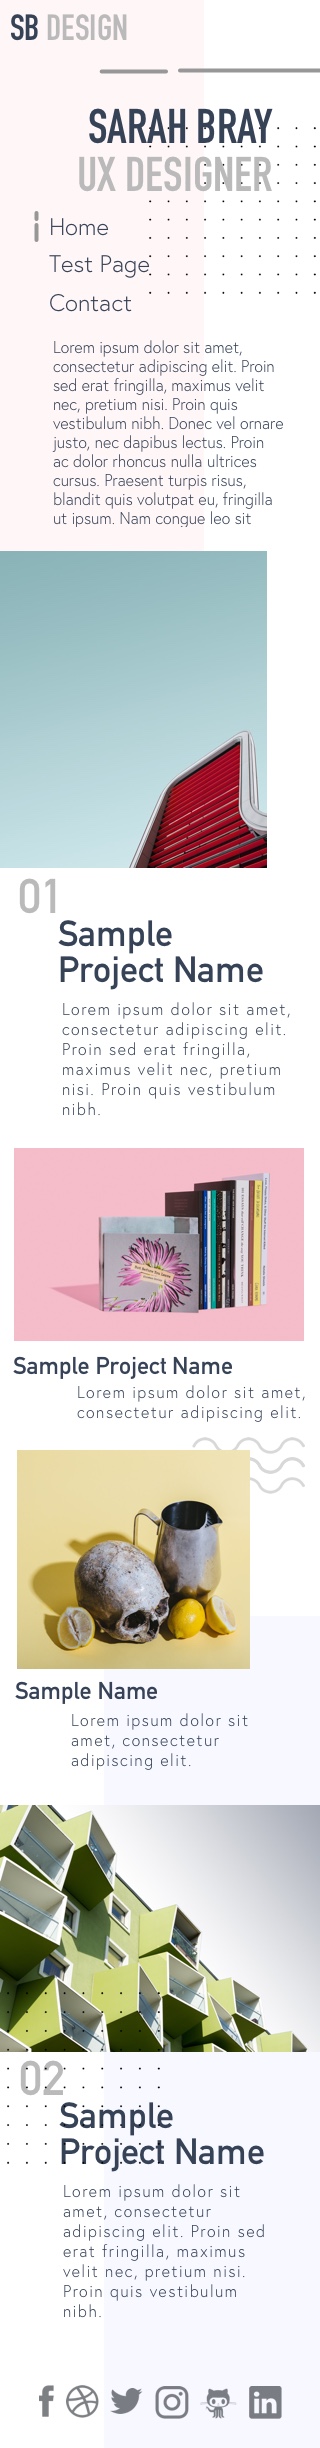 SB DESIGN
SARAH BRAY
UX DESIGNER
Home
Test Page
Contact
Lorem ipsum dolor sit amet,
consectetur adipiscing elit. Proin
sed erat fringilla, maximus velit
nec, pretium nisi. Proin quis
vestibulum nibh. Donec vel ornare
justo, nec dapibus lectus. Proin
ac dolor rhoncus nulla ultrices
cursus. Praesent turpis risus,
blandit quis volutpat eu, fringilla
ut ipsum. Nam congue leo sit
01
Sample
Project Name
Lorem ipsum dolor sit amet,
consectetur adipiscing elit.
Proin sed erat fringilla,
maximus velit nec, pretium
nisi. Proin quis vestibulum
nibh.
Sample Project Name
Lorem ipsum dolor sit amet,
consectetur adipiscing elit.
Sample Name
Lorem ipsum dolor sit
amet, consectetur
adipiscing elit.
02
Sample
Project Name
Lorem ipsum dolor sit
amet, consectetur
adipiscing elit. Proin sed
erat fringilla, maximus
velit nec, pretium nisi.
Proin quis vestibulum
nibh.